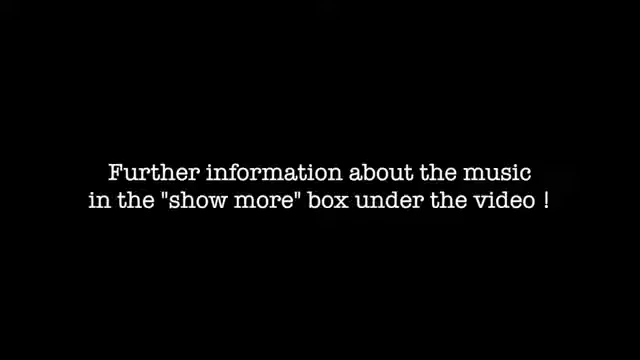 Further information about the music
in the "show more" box under the video !